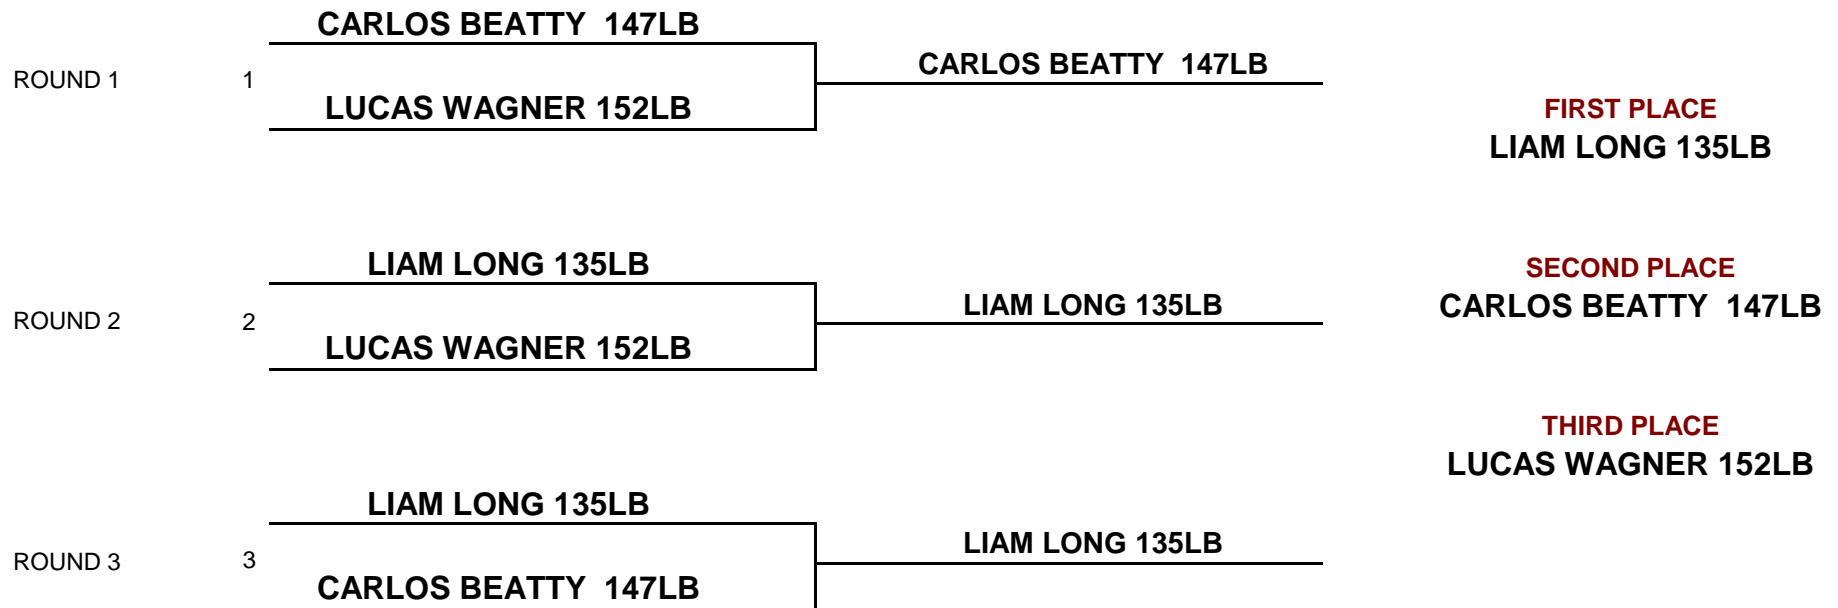 CARLOS BEATTY  147LB
ROUND 1
1
CARLOS BEATTY  147LB
LUCAS WAGNER 152LB
FIRST PLACE
LIAM LONG 135LB
LIAM LONG 135LB
ROUND 2
2
LIAM LONG 135LB
LUCAS WAGNER 152LB
SECOND PLACE
CARLOS BEATTY  147LB
THIRD PLACE
LUCAS WAGNER 152LB
LIAM LONG 135LB
ROUND 3
3
LIAM LONG 135LB
CARLOS BEATTY  147LB